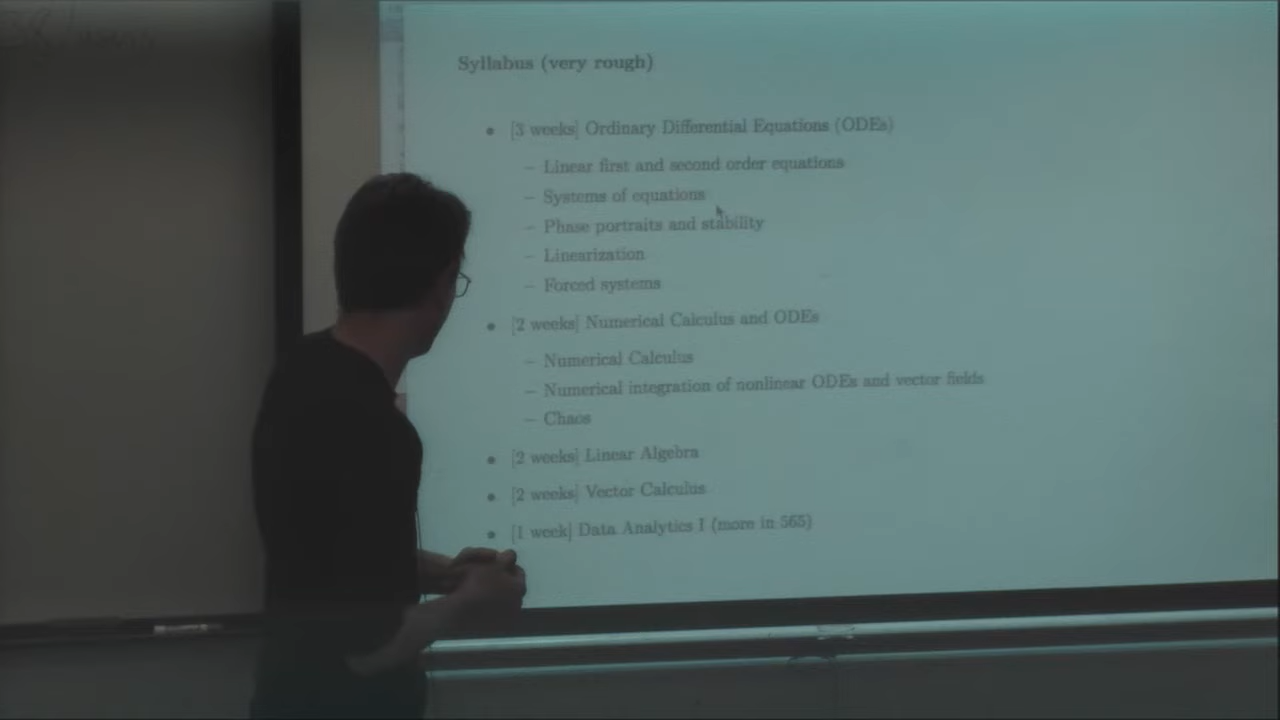 Syllabus (very rough)
• [3 weeks] Ordinary Differential Equations (ODEs)
– Linear first and second order equations
– Systems of equations
– Phase portraits and stability
– Linearization
– Forced systems
• [2 weeks] Numerical Calculus and ODEs
– Numerical Calculus
– Numerical integration of nonlinear ODEs and vector fields
– Chaos
• [2 weeks] Linear Algebra
• [2 weeks] Vector Calculus
• [1 week] Data Analytics I (more in 565)